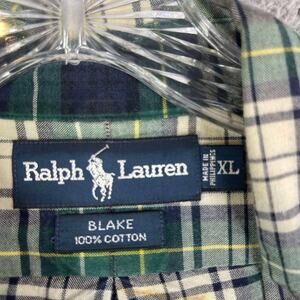 Ralph Lauren
MADE IN
PHILIPPINES
XL
BLAKE
100% COTTON